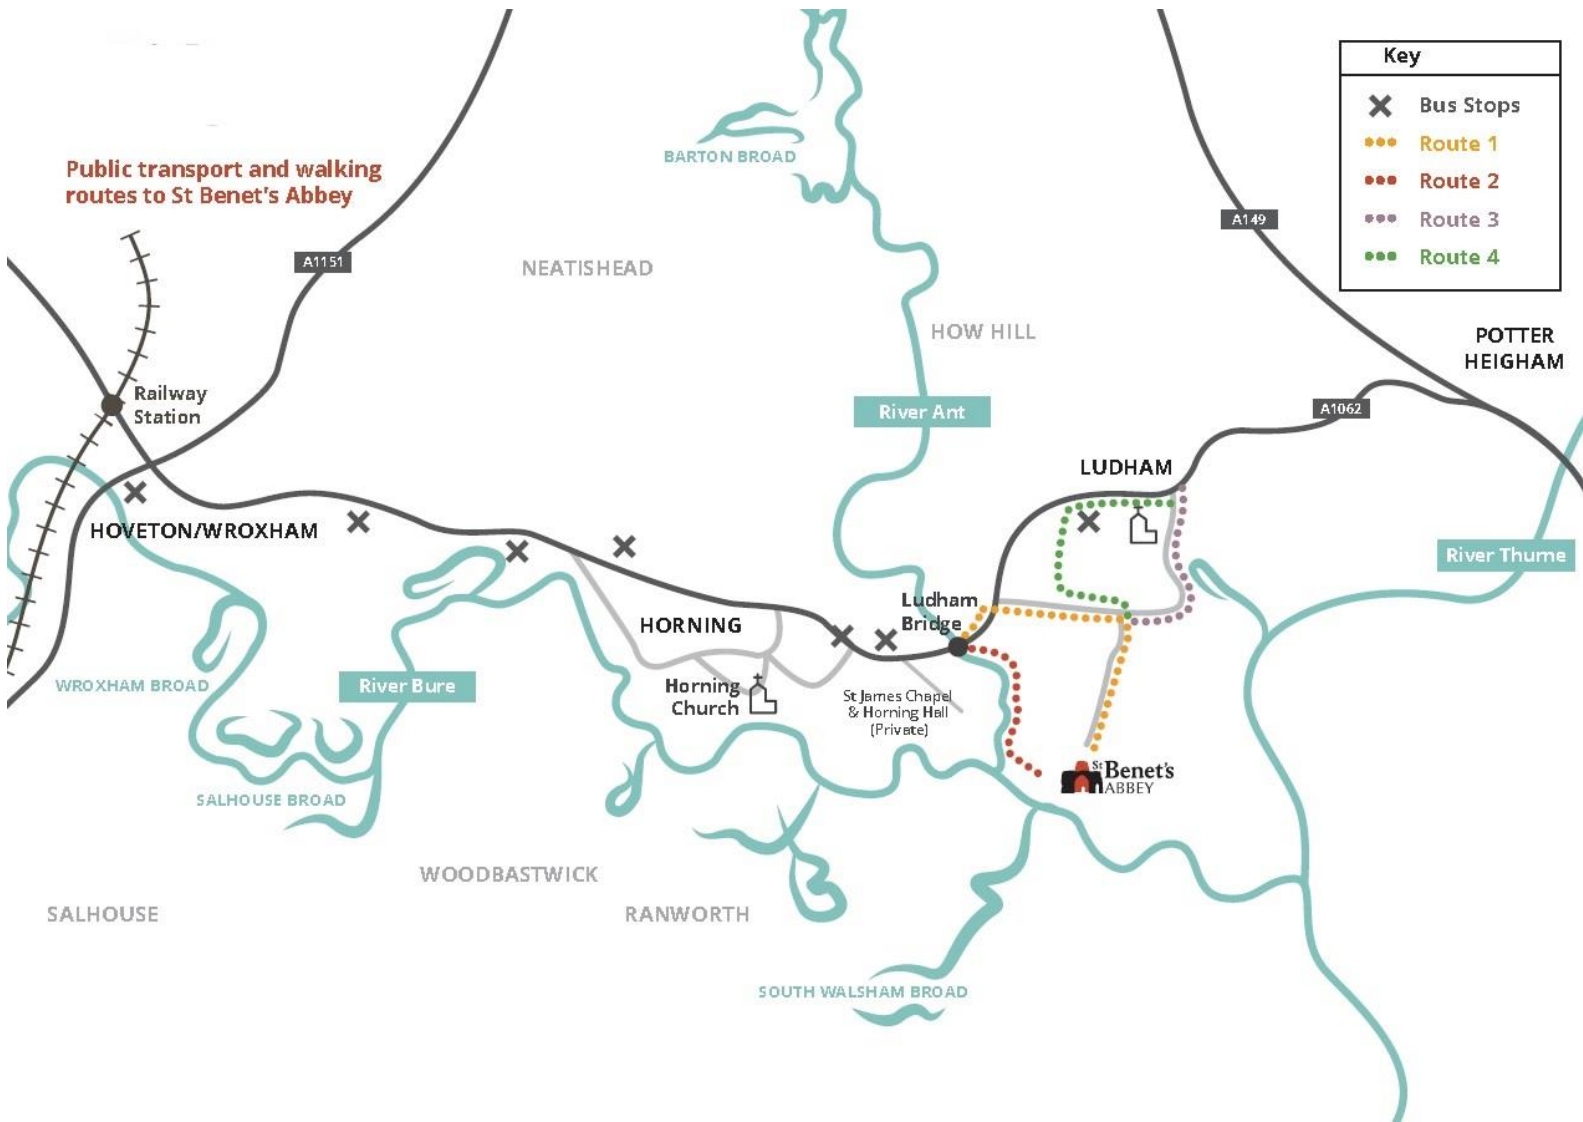 Public transport and walking
routes to St Benet's Abbey
Key
Bus Stops
Route 1
Route 2
Route 3
Route 4
BARTON BROAD
A149
A1151
NEATISHEAD
HOW HILL
POTTER
HEIGHAM
Railway
Station
River Ant
A1062
LUDHAM
HOVETON/WROXHAM
River Thurne
Ludham
Bridge
HORNING
WROXHAM BROAD
River Bure
Horning
Church
St James Chapel
& Horning Hall
(Private)
St Benet's
ABBEY
SALHOUSE BROAD
WOODBASTWICK
SALHOUSE
RANWORTH
SOUTH WALSHAM BROAD